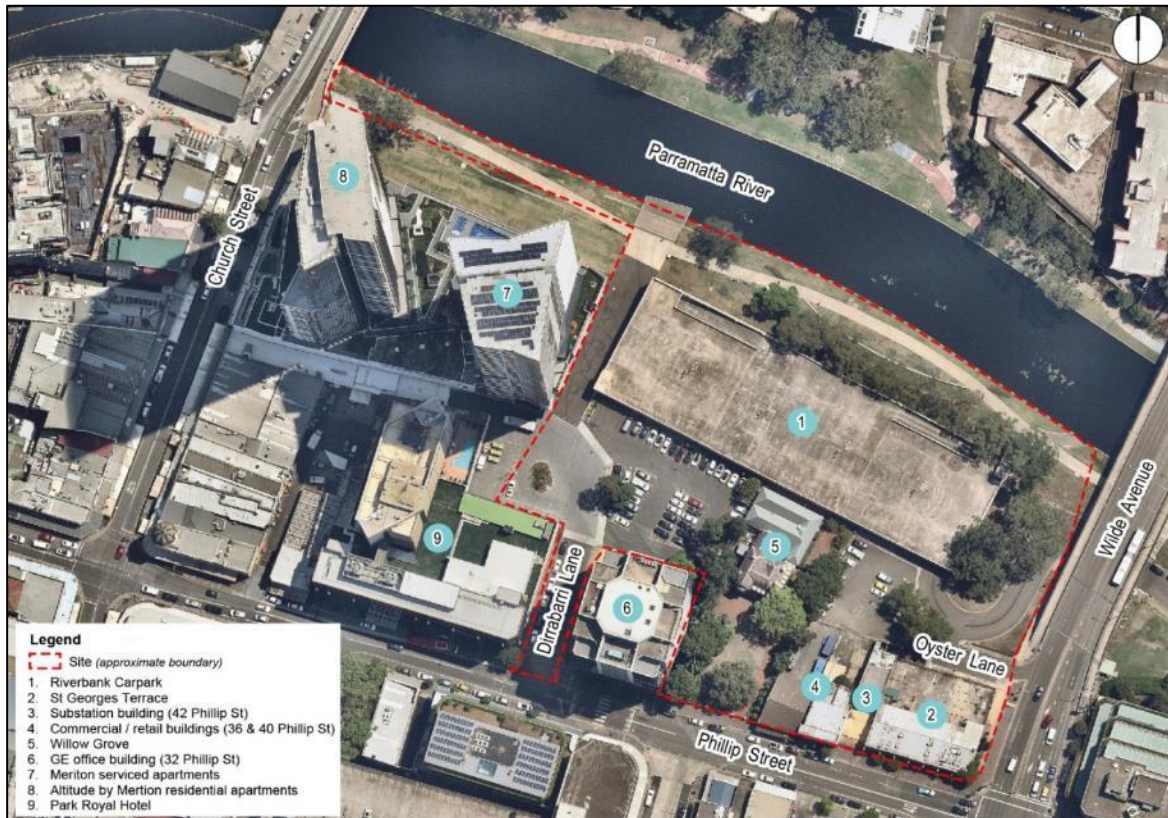 Parramatta River
Church Street
Wilde Avenue
Dirrabarri Lane
Oyster Lane
Phillip Street
8
7
1
5
9
6
4
3
2
Legend
Site (approximate boundary)
1. Riverbank Carpark
2. St Georges Terrace
3. Substation building (42 Phillip St)
4. Commercial / retail buildings (36 & 40 Phillip St)
5. Willow Grove
6. GE office building (32 Phillip St)
7. Meriton serviced apartments
8. Altitude by Mertion residential apartments
9. Park Royal Hotel